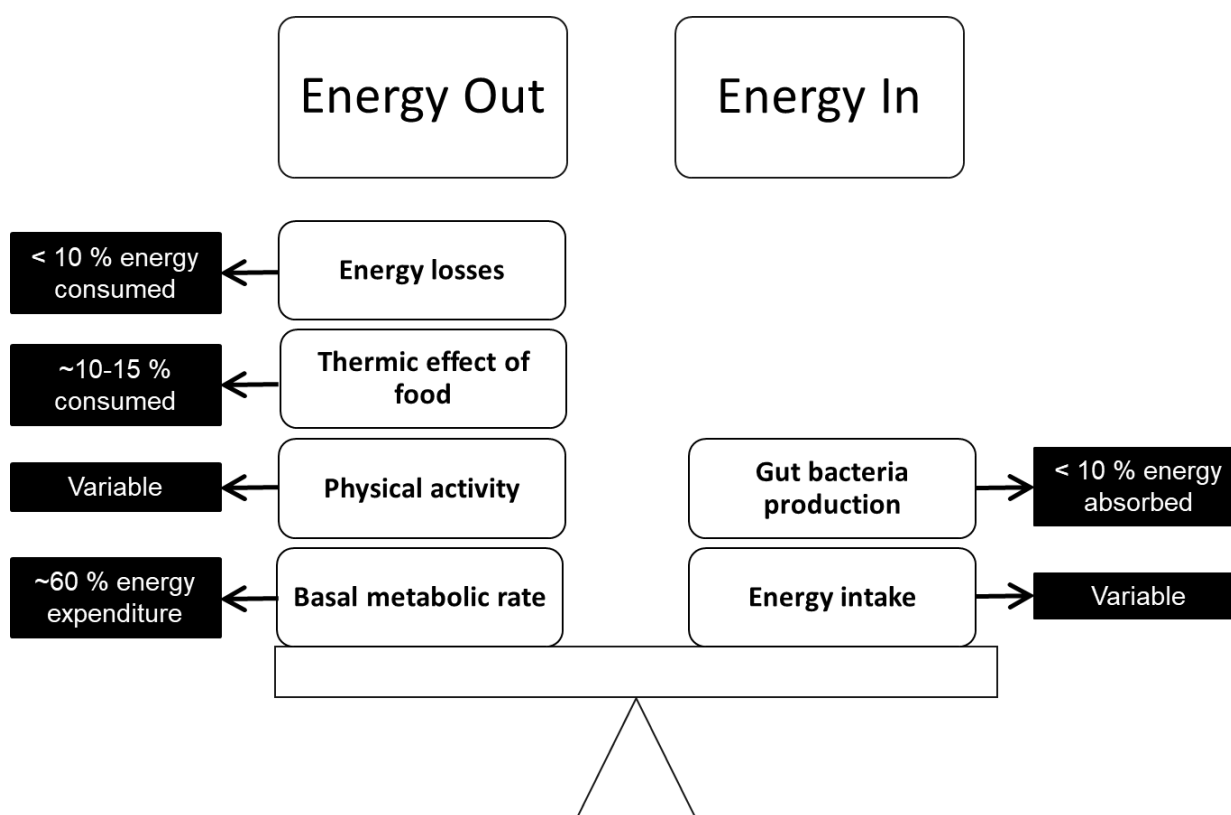 Energy Out
Energy In
< 10 % energy
consumed
Energy losses
~10-15 %
consumed
Thermic effect of
food
Variable
Physical activity
Gut bacteria
production
< 10 % energy
absorbed
~60 % energy
expenditure
Basal metabolic rate
Energy intake
Variable